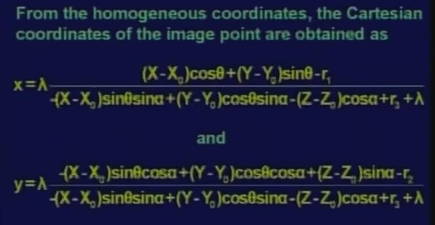 From the homogeneous coordinates, the Cartesian
coordinates of the image point are obtained as
x=λ (X-X₀)cosθ+(Y-Y₀)sinθ-r₁
-(X-X₀)sinθsinα+(Y-Y₀)cosθsinα-(Z-Z₀)cosα+r₃+λ
and
y=λ -(X-X₀)sinθcosα+(Y-Y₀)cosθcosα+(Z-Z₀)sinα-r₂
-(X-X₀)sinθsinα+(Y-Y₀)cosθsinα-(Z-Z₀)cosα+r₃+λ